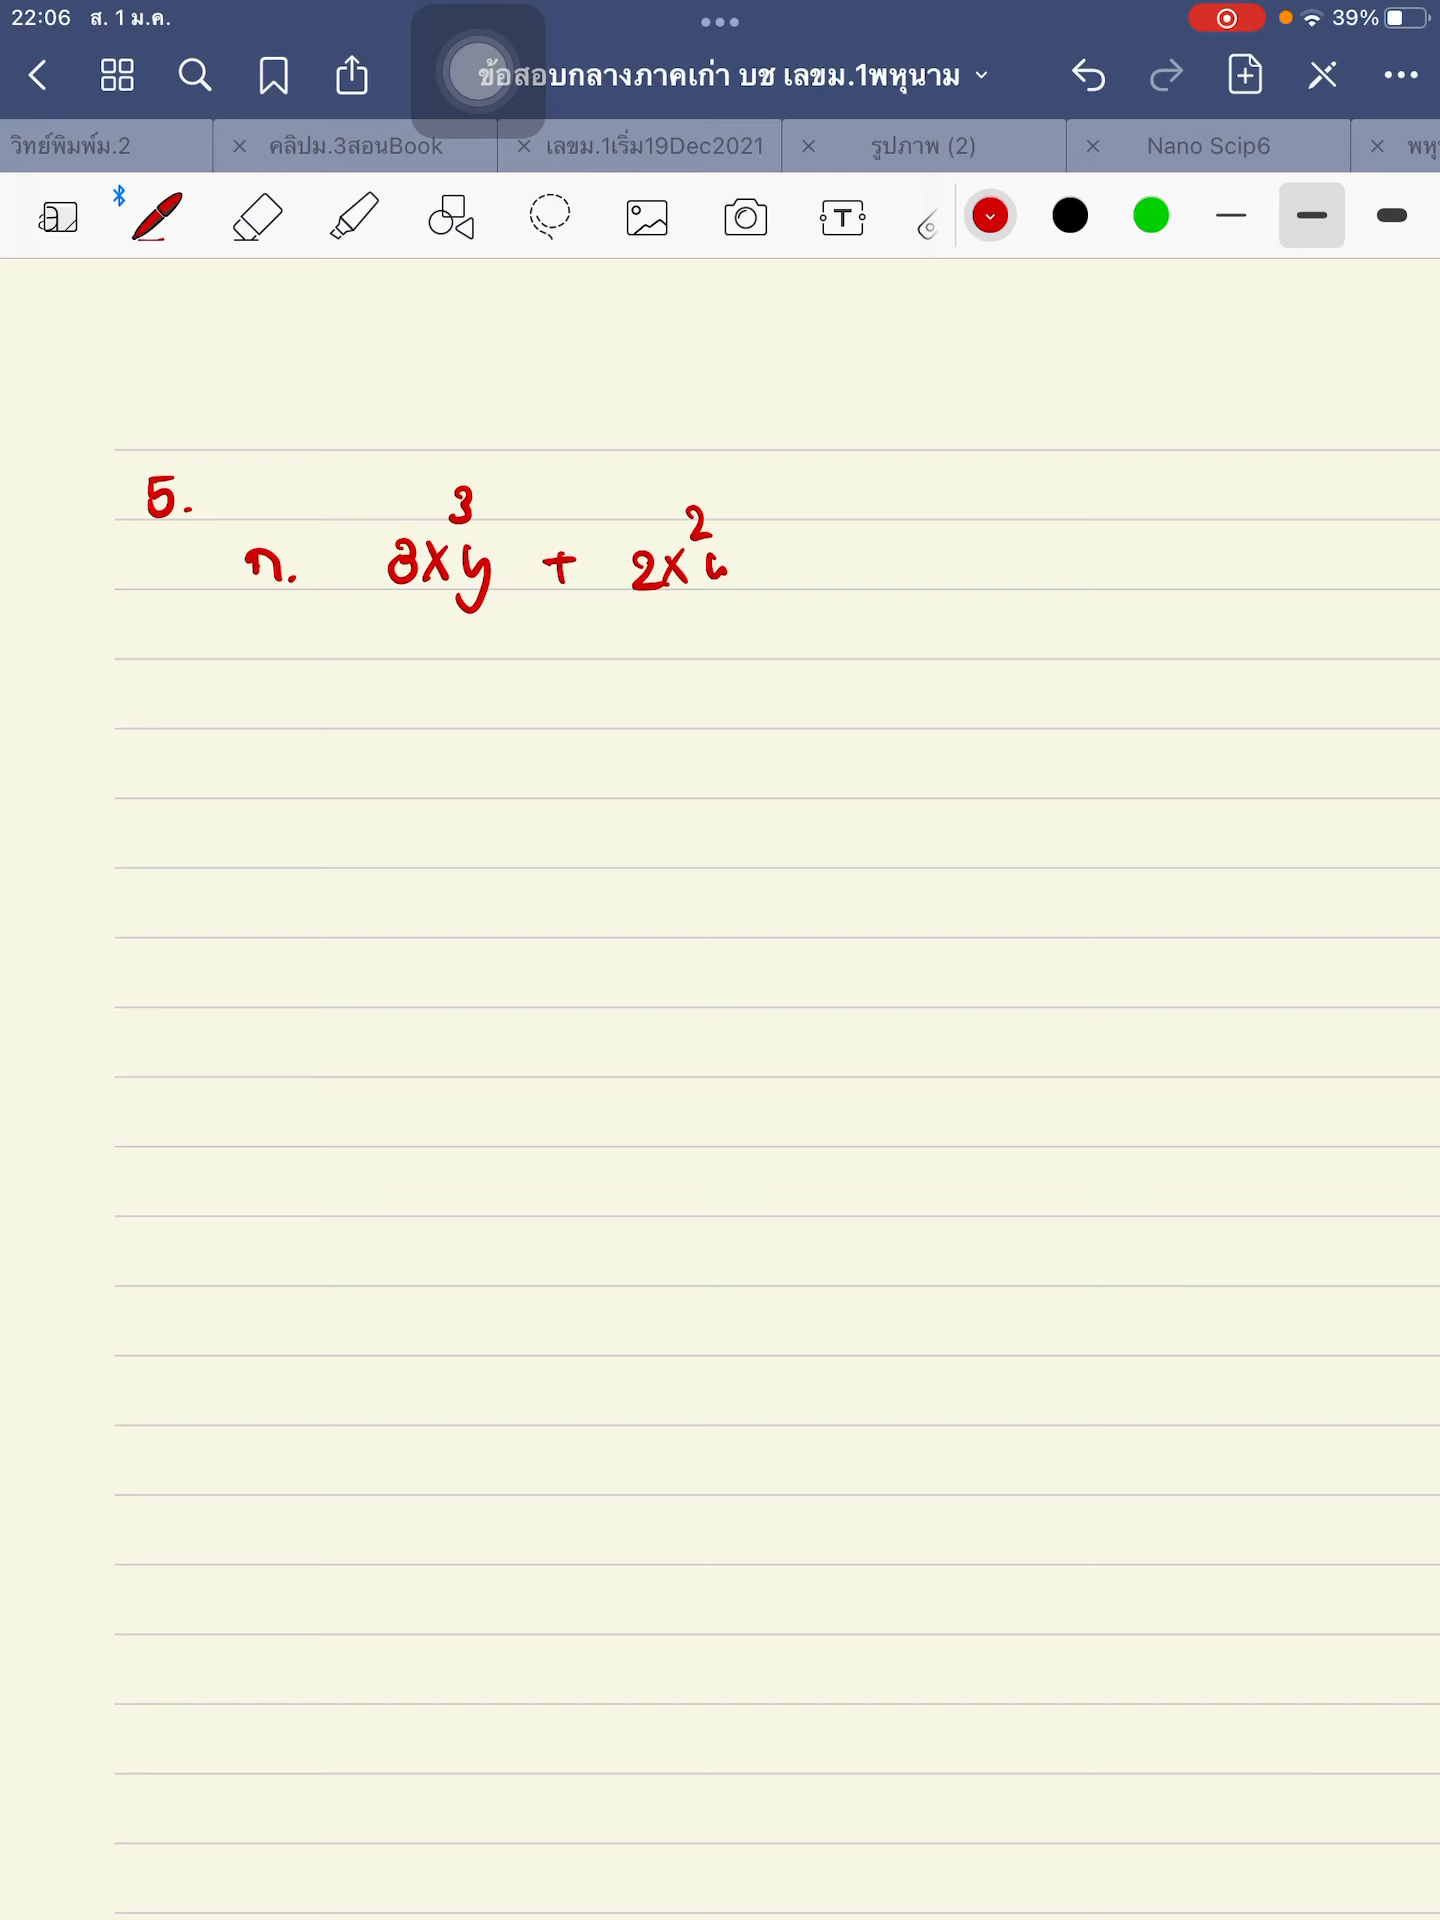 22:06 ส. 1 ม.ค. 39%
ข้อสอบกลางภาคเก่า บช เลขม.1พหุนาม
วิทย์พิมพ์ม.2 × คลิปม.3สอนBook × เลขม.1เริ่ม19Dec2021 × รูปภาพ (2) × Nano Scip6 ×
T
5.
ก. 3x³y + 2x²